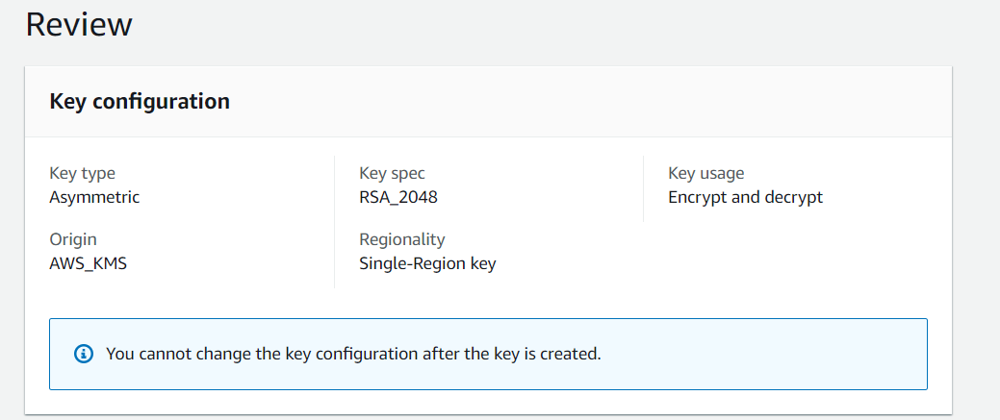 Review
Key configuration
Key type
Asymmetric
Key spec
RSA_2048
Key usage
Encrypt and decrypt
Origin
AWS_KMS
Regionality
Single-Region key
You cannot change the key configuration after the key is created.